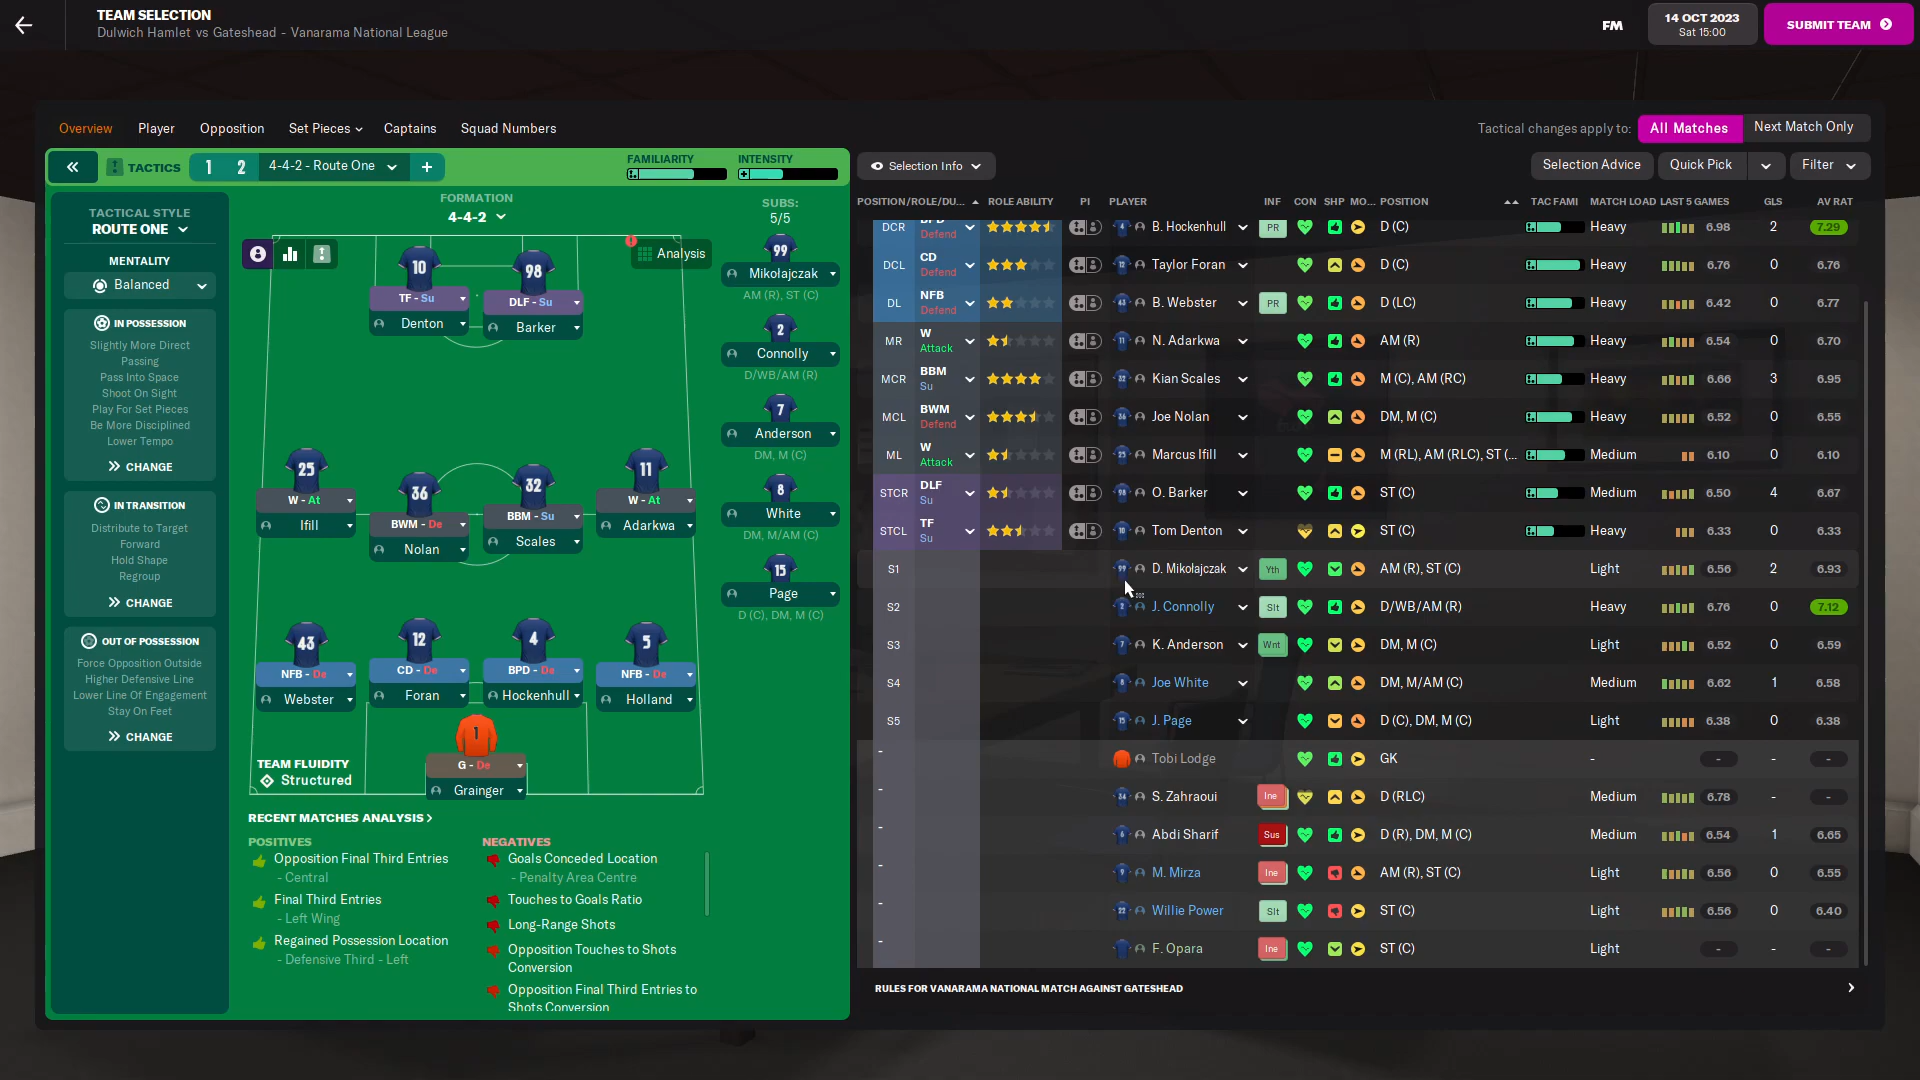 TEAM SELECTION
Dulwich Hamlet vs Gateshead - Vanarama National League
FM
14 OCT 2023
Sat 15:00
SUBMIT TEAM
Overview
Player
Opposition
Set Pieces
Captains
Squad Numbers
Tactical changes apply to:
All Matches
Next Match Only
TACTICS
1
2
4-4-2 - Route One
+
FAMILIARITY
INTENSITY
Selection Info
Selection Advice
Quick Pick
Filter
TACTICAL STYLE
ROUTE ONE
MENTALITY
Balanced
IN POSSESSION
Slightly More Direct
Passing
Pass Into Space
Shoot On Sight
Play For Set Pieces
Be More Disciplined
Lower Tempo
CHANGE
IN TRANSITION
Distribute to Target
Forward
Hold Shape
Regroup
CHANGE
OUT OF POSSESSION
Force Opposition Outside
Higher Defensive Line
Lower Line Of Engagement
Stay On Feet
CHANGE
FORMATION
4-4-2
Analysis
10
TF - Su
Denton
98
DLF - Su
Barker
25
W - At
Ifill
36
BWM - De
Nolan
32
BBM - Su
Scales
11
W - At
Adarkwa
43
NFB - De
Webster
12
CD - De
Foran
4
BPD - De
Hockenhull
5
NFB - De
Holland
1
G - De
Grainger
TEAM FLUIDITY
Structured
SUBS:
5/5
99
Mikołajczak
AM (R), ST (C)
2
Connolly
D/WB/AM (R)
7
Anderson
DM, M (C)
8
White
DM, M/AM (C)
15
Page
D (C), DM, M (C)
RECENT MATCHES ANALYSIS >
POSITIVES
Opposition Final Third Entries
- Central
Final Third Entries
- Left Wing
Regained Possession Location
- Defensive Third - Left
NEGATIVES
Goals Conceded Location
- Penalty Area Centre
Touches to Goals Ratio
Long-Range Shots
Opposition Touches to Shots
Conversion
Opposition Final Third Entries to
Shots Conversion
POSITION/ROLE/DU... ROLE ABILITY PI PLAYER INF CON SHP MO... POSITION TAC FAMI MATCH LOAD LAST 5 GAMES GLS AV RAT
DCR BPD Defend B. Hockenhull PR D (C) Heavy 6.98 2 7.29
DCL CD Defend Taylor Foran D (C) Heavy 6.76 0 6.76
DL NFB Defend B. Webster PR D (LC) Heavy 6.42 0 6.77
MR W Attack N. Adarkwa AM (R) Heavy 6.54 0 6.70
MCR BBM Su Kian Scales M (C), AM (RC) Heavy 6.66 3 6.95
MCL BWM Defend Joe Nolan DM, M (C) Heavy 6.52 0 6.55
ML W Attack Marcus Ifill M (RL), AM (RLC), ST (... Medium 6.10 0 6.10
STCR DLF Su O. Barker ST (C) Medium 6.50 4 6.67
STCL TF Su Tom Denton ST (C) Heavy 6.33 0 6.33
S1 D. Mikołajczak Yth AM (R), ST (C) Light 6.56 2 6.93
S2 J. Connolly Slt D/WB/AM (R) Heavy 6.76 0 7.12
S3 K. Anderson Wnt DM, M (C) Light 6.52 0 6.59
S4 Joe White DM, M/AM (C) Medium 6.62 1 6.58
S5 J. Page D (C), DM, M (C) Light 6.38 0 6.38
- Tobi Lodge GK - - - -
- S. Zahraoui Ine D (RLC) Medium 6.78 - -
- Abdi Sharif Sus D (R), DM, M (C) Medium 6.54 1 6.65
- M. Mirza Ine AM (R), ST (C) Light 6.56 0 6.55
- Willie Power Slt ST (C) Light 6.56 0 6.40
- F. Opara Ine ST (C) Light - - -
RULES FOR VANARAMA NATIONAL MATCH AGAINST GATESHEAD